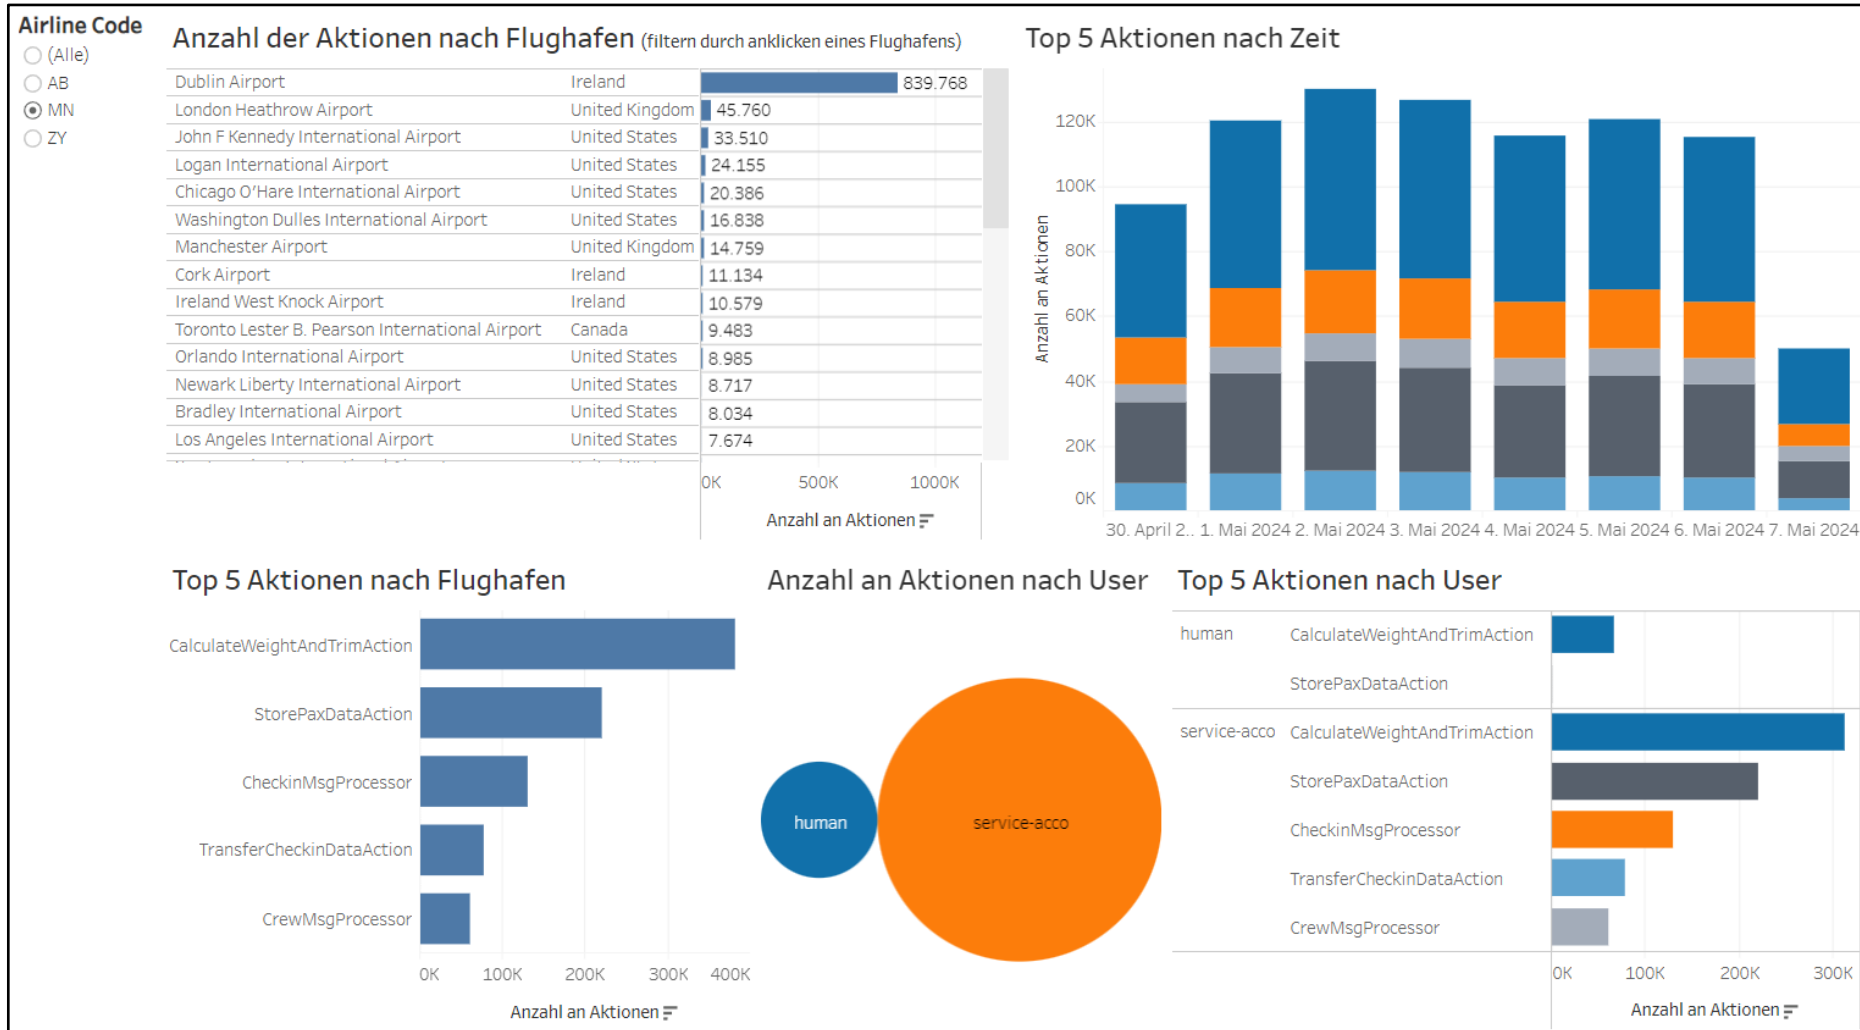 Airline Code
(Alle)
AB
MN
ZY
Anzahl der Aktionen nach Flughafen (filtern durch anklicken eines Flughafens)
Dublin Airport Ireland 839.768
London Heathrow Airport United Kingdom 45.760
John F Kennedy International Airport United States 33.510
Logan International Airport United States 24.155
Chicago O'Hare International Airport United States 20.386
Washington Dulles International Airport United States 16.838
Manchester Airport United Kingdom 14.759
Cork Airport Ireland 11.134
Ireland West Knock Airport Ireland 10.579
Toronto Lester B. Pearson International Airport Canada 9.483
Orlando International Airport United States 8.985
Newark Liberty International Airport United States 8.717
Bradley International Airport United States 8.034
Los Angeles International Airport United States 7.674
0K 500K 1000K
Anzahl an Aktionen
Top 5 Aktionen nach Zeit
Anzahl an Aktionen
120K
100K
80K
60K
40K
20K
0K
30. April 2.. 1. Mai 2024 2. Mai 2024 3. Mai 2024 4. Mai 2024 5. Mai 2024 6. Mai 2024 7. Mai 2024
Top 5 Aktionen nach Flughafen
CalculateWeightAndTrimAction
StorePaxDataAction
CheckinMsgProcessor
TransferCheckinDataAction
CrewMsgProcessor
0K 100K 200K 300K 400K
Anzahl an Aktionen
Anzahl an Aktionen nach User
human service-acco
Top 5 Aktionen nach User
human CalculateWeightAndTrimAction
StorePaxDataAction
service-acco CalculateWeightAndTrimAction
StorePaxDataAction
CheckinMsgProcessor
TransferCheckinDataAction
CrewMsgProcessor
0K 100K 200K 300K
Anzahl an Aktionen